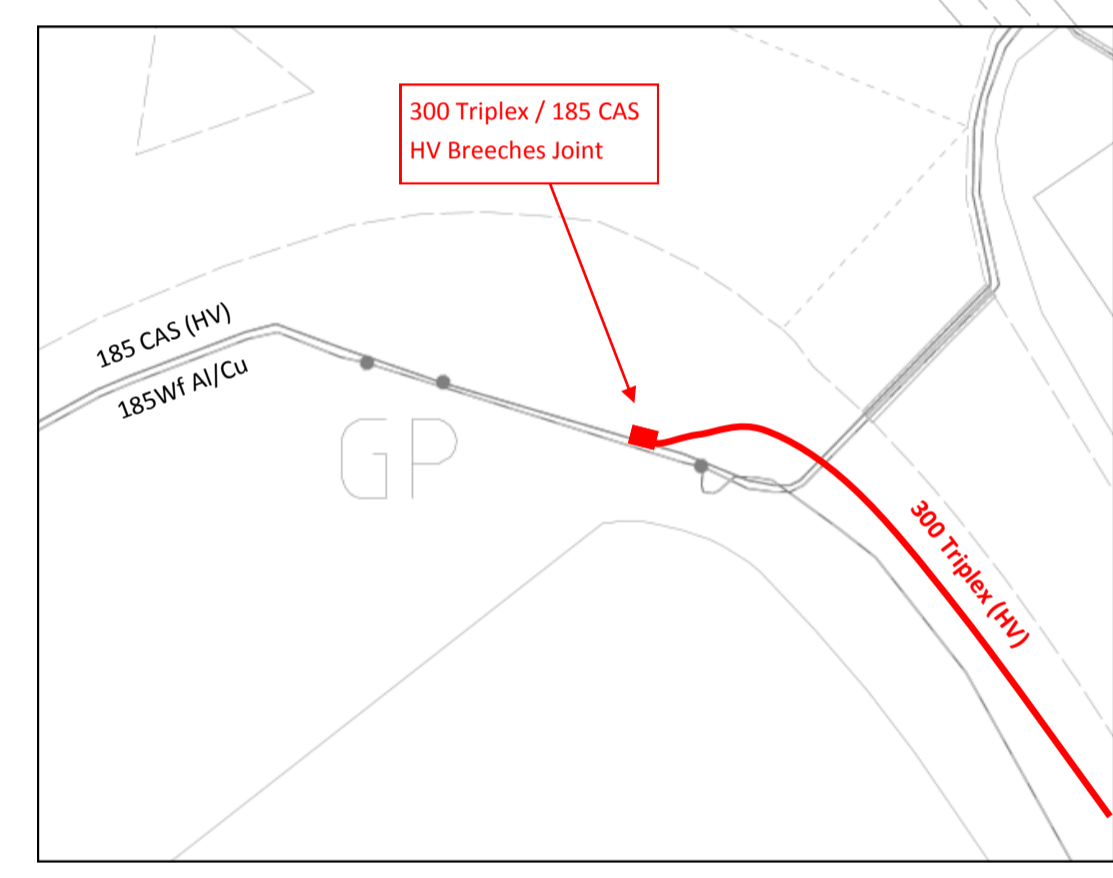 300 Triplex / 185 CAS
HV Breeches Joint
185 CAS (HV)
185Wf Al/Cu
GP
300 Triplex (HV)